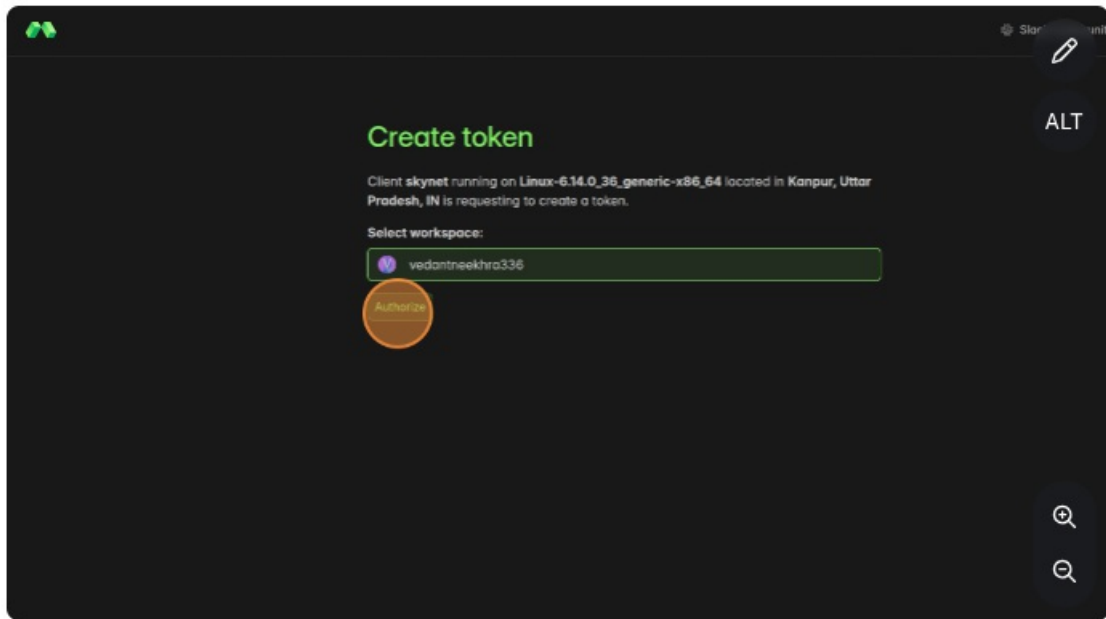 Slac
ALT
Create token
Client skynet running on Linux-6.14.0_36_generic-x86_64 located in Kanpur, Uttar
Pradesh, IN is requesting to create a token.
Select workspace:
vedantneekhra336
Authorize